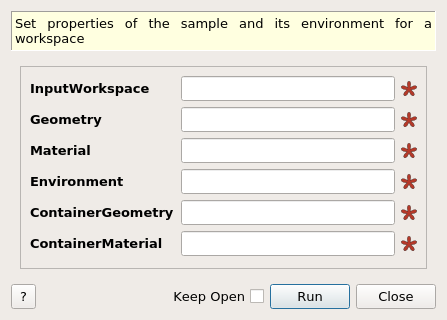 Set properties of the sample and its environment for a
workspace
InputWorkspace
Geometry
Material
Environment
ContainerGeometry
ContainerMaterial
? Keep Open Run Close